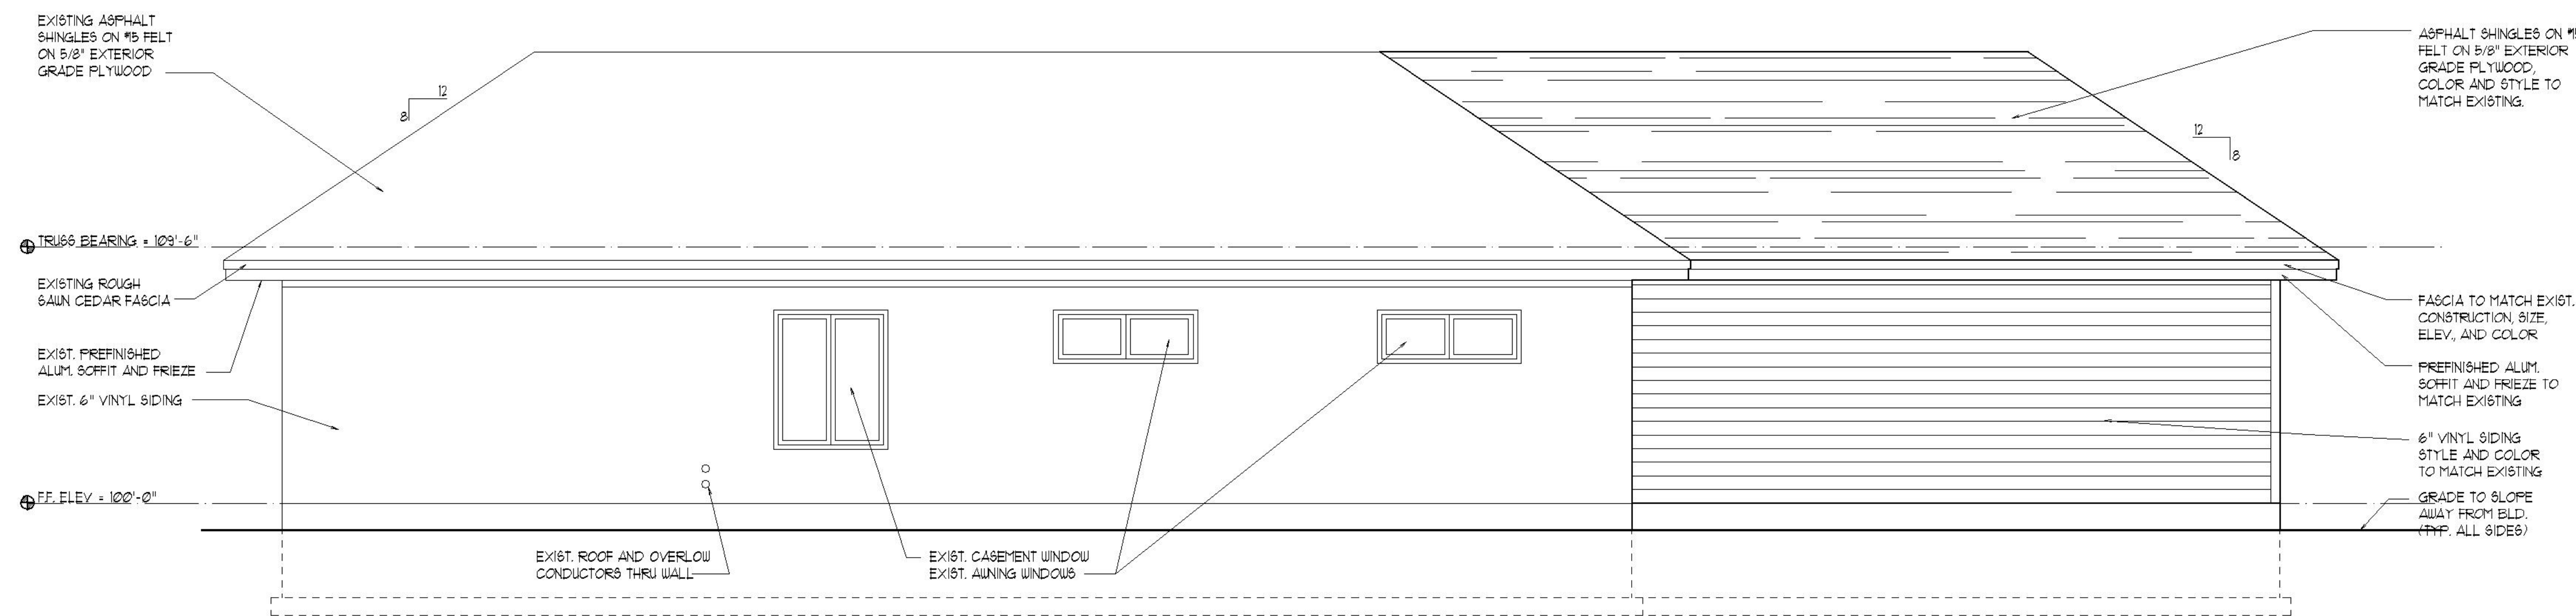 EXISTING ASPHALT
SHINGLES ON #15 FELT
ON 5/8" EXTERIOR
GRADE PLYWOOD
12
8
ASPHALT SHINGLES ON #15
FELT ON 5/8" EXTERIOR
GRADE PLYWOOD,
COLOR AND STYLE TO
MATCH EXISTING.
12
8
TRUSS BEARING = 109'-6"
EXISTING ROUGH
SAWN CEDAR FASCIA
EXIST. PREFINISHED
ALUM. SOFFIT AND FRIEZE
EXIST. 6" VINYL SIDING
FASCIA TO MATCH EXIST.
CONSTRUCTION, SIZE,
ELEV., AND COLOR
PREFINISHED ALUM.
SOFFIT AND FRIEZE TO
MATCH EXISTING
6" VINYL SIDING
STYLE AND COLOR
TO MATCH EXISTING
F.F. ELEV = 100'-0"
GRADE TO SLOPE
AWAY FROM BLD.
(TYP. ALL SIDES)
EXIST. ROOF AND OVERLOW
CONDUCTORS THRU WALL
EXIST. CASEMENT WINDOW
EXIST. AWNING WINDOWS